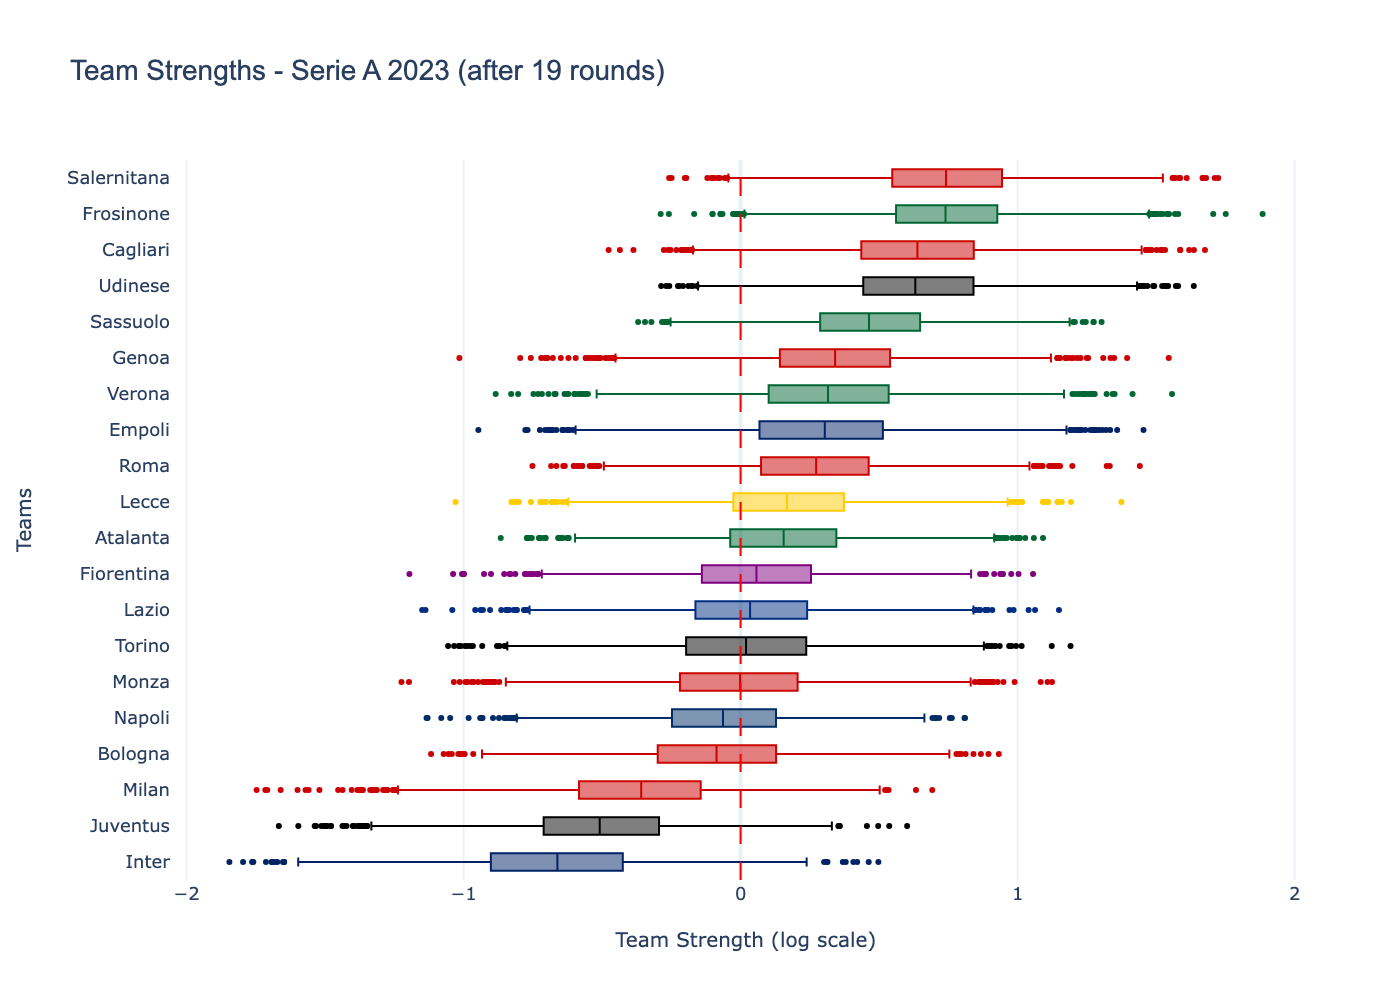 Team Strengths - Serie A 2023 (after 19 rounds)
Salernitana
Frosinone
Cagliari
Udinese
Sassuolo
Genoa
Verona
Empoli
Roma
Lecce
Atalanta
Fiorentina
Lazio
Torino
Monza
Napoli
Bologna
Milan
Juventus
Inter
Teams
−2 −1 0 1 2
Team Strength (log scale)